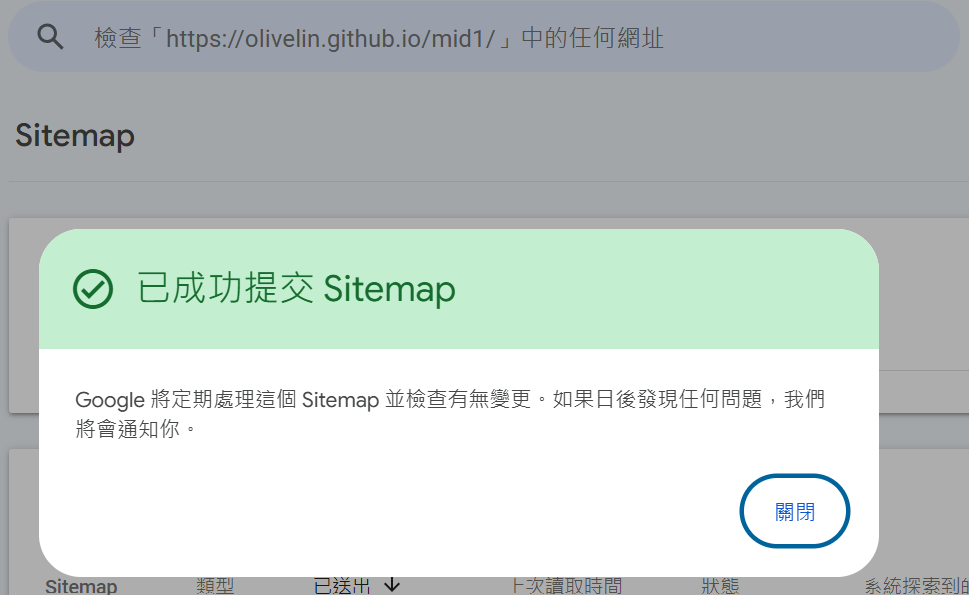 檢查「https://olivelin.github.io/mid1/」中的任何網址
Sitemap
已成功提交 Sitemap
Google 將定期處理這個 Sitemap 並檢查有無變更。如果日後發現任何問題，我們
將會通知你。
關閉
Sitemap 類型 已送出 ↓ 上次讀取時間 狀態 系統探索到的